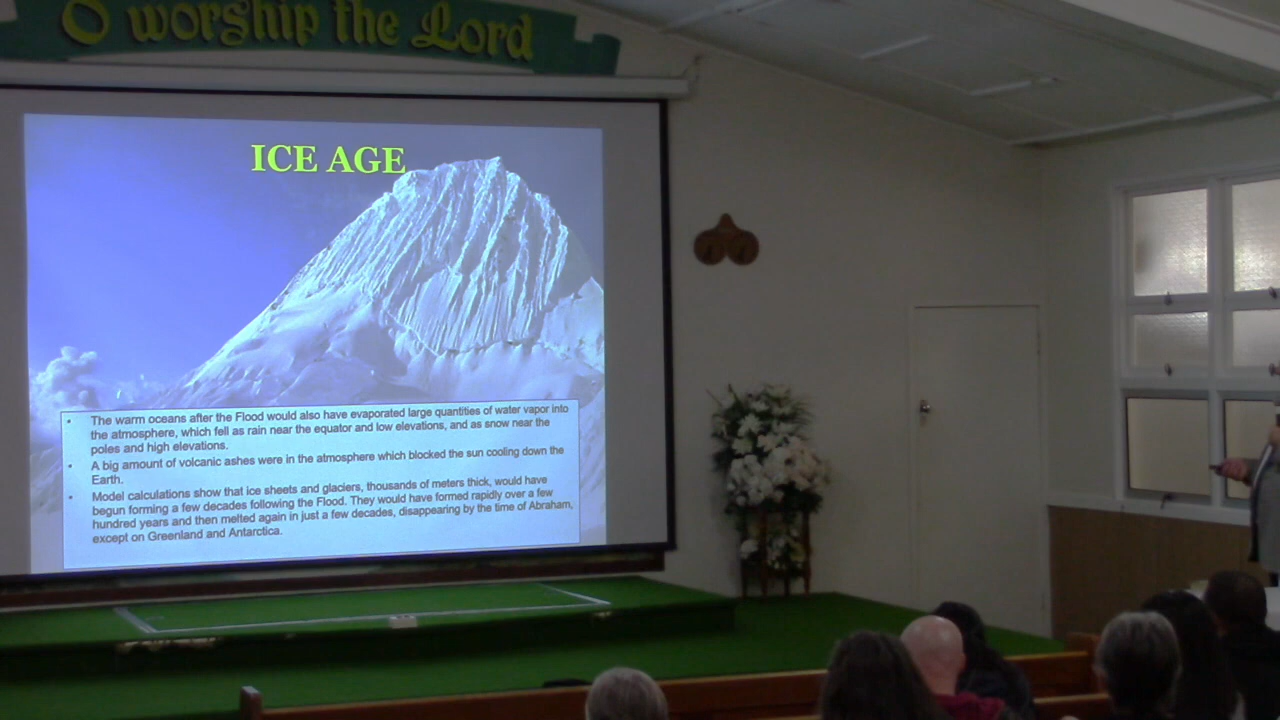 O worship the Lord
ICE AGE
• The warm oceans after the Flood would also have evaporated large quantities of water vapor into
the atmosphere, which fell as rain near the equator and low elevations, and as snow near the
poles and high elevations.
• A big amount of volcanic ashes were in the atmosphere which blocked the sun cooling down the
Earth.
• Model calculations show that ice sheets and glaciers, thousands of meters thick, would have
begun forming a few decades following the Flood. They would have formed rapidly over a few
hundred years and then melted again in just a few decades, disappearing by the time of Abraham,
except on Greenland and Antarctica.